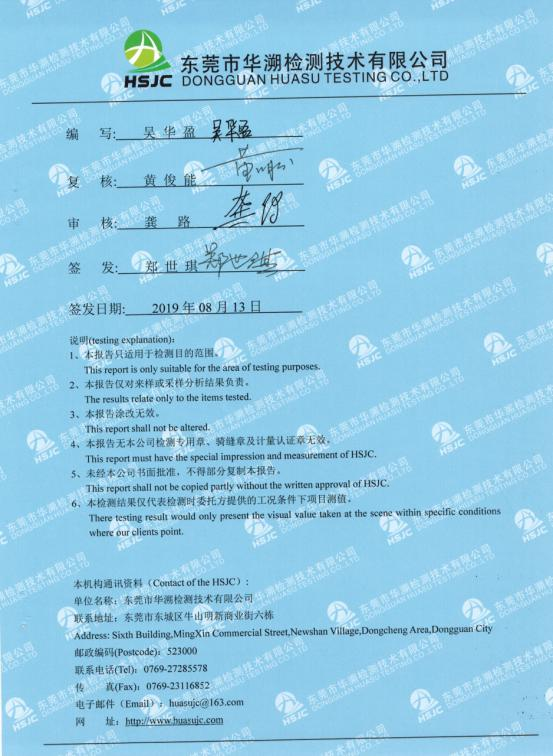 HSJC 东莞市华溯检测技术有限公司
DONGGUAN HUASU TESTING CO.,LTD
编 写: 吴华盈 吴华盈
复 核: 黄俊能
审 核: 龚 路
签 发: 郑世琪 郑世琪
签发日期: 2019 年 08 月 13 日
说明(testing explanation):
1、本报告只适用于检测目的范围。
This report is only suitable for the area of testing purposes.
2、本报告仅对来样或采样分析结果负责。
The results relate only to the items tested.
3、本报告涂改无效。
This report shall not be altered.
4、本报告无本公司检测专用章、骑缝章及计量认证章无效。
This report must have the special impression and measurement of HSJC.
5、未经本公司书面批准，不得部分复制本报告。
This report shall not be copied partly without the written approval of HSJC.
6、本检测结果仅代表检测时委托方提供的工况条件下项目测值。
There testing result would only present the visual value taken at the scene within specific conditions
where our clients point.
本机构通讯资料（Contact of the HSJC）:
单位名称：东莞市华溯检测技术有限公司
联系地址：东莞市东城区牛山明新商业街六栋
Address: Sixth Building,MingXin Commercial Street,Newshan Village,Dongcheng Area,Dongguan City
邮政编码(Postcode)：523000
联系电话(Tel)：0769-27285578
传 真(Fax)：0769-23116852
电子邮件（Email）：huasujc@163.com
网 址：http://www.huasujc.com